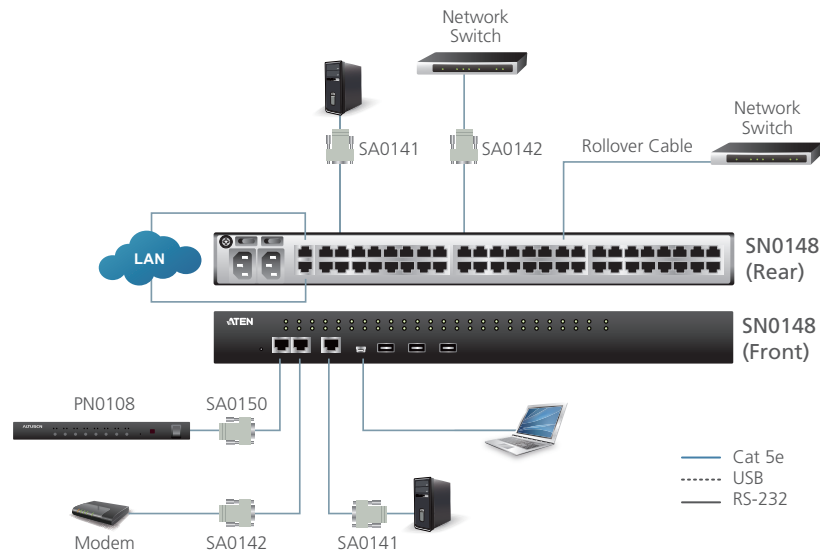 Network
Switch
Network
Switch
SA0141
SA0142
Rollover Cable
LAN
SN0148
(Rear)
ATEN
SN0148
(Front)
PN0108
SA0150
ALTUSEN
Cat 5e
USB
RS-232
Modem
SA0142
SA0141